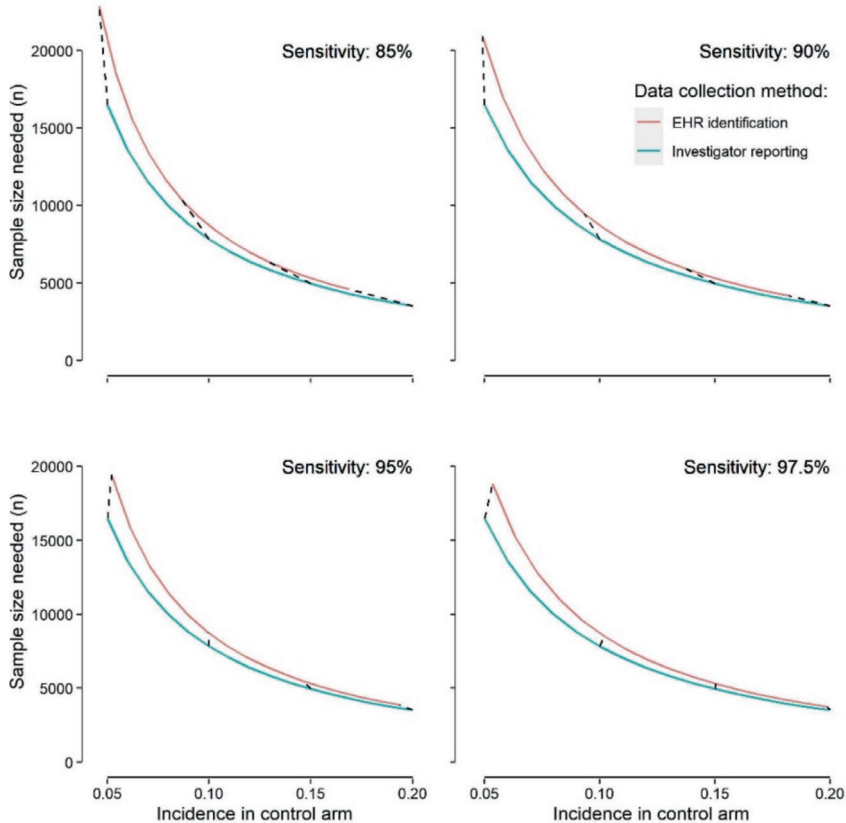 Sensitivity: 85%
Sensitivity: 90%
Data collection method:
EHR identification
Investigator reporting
Sample size needed (n)
20000
15000
10000
5000
0
Sensitivity: 95%
Sensitivity: 97.5%
Sample size needed (n)
20000
15000
10000
5000
0
0.05
0.10
0.15
0.20
0.05
0.10
0.15
0.20
Incidence in control arm
Incidence in control arm